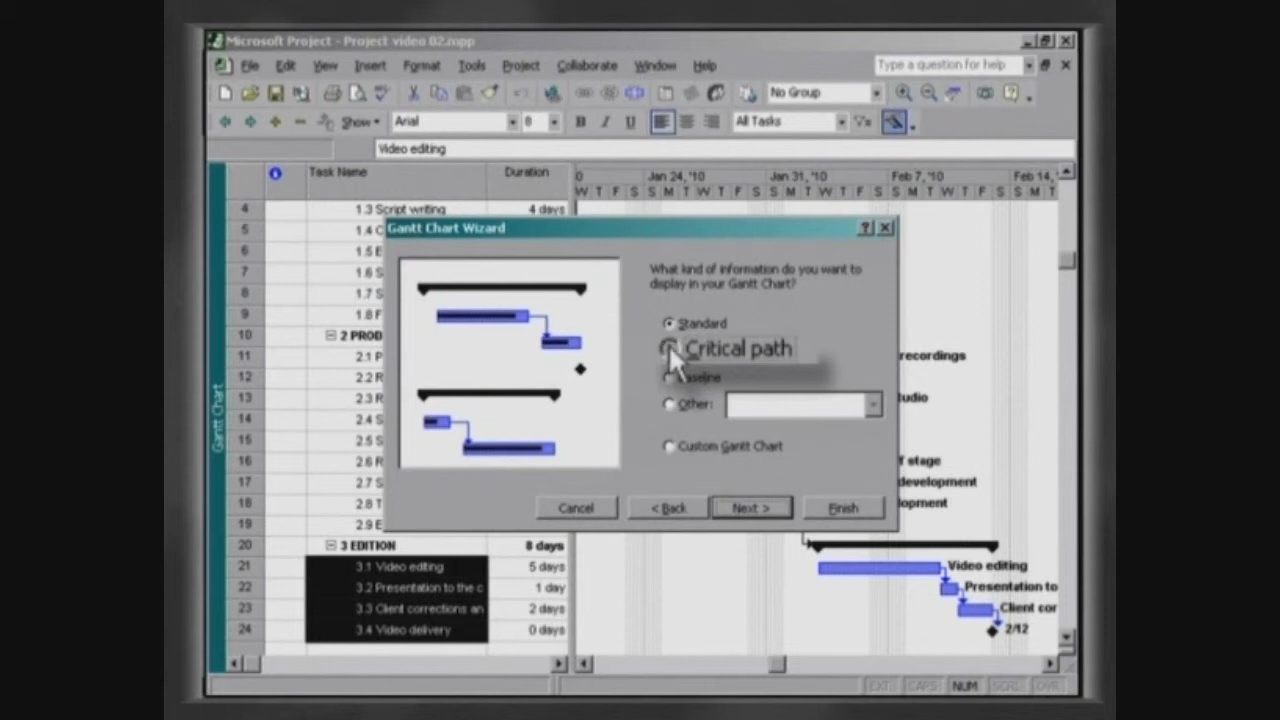 Microsoft Project - Project video 02.mpp
File Edit View Insert Format Tools Project Collaborate Window Help
Type a question for help
No Group
Show
Arial
8
B I U
All Tasks
Video editing
Task Name Duration
Jan 24, '10 Jan 31, '10 Feb 7, '10 Feb 14,
W T F S S M T W T F S S M T W T F S S M T W T F S S M T
4 1.3 Script writing 4 days
5 1.4
6 1.5 E
7 1.6 S
8 1.7 S
9 1.8 F
10 2 PROD
11 2.1 P
12 2.2 R
13 2.3 R
14 2.4 S
15 2.5 S
16 2.6 R
17 2.7 S
18 2.8 T
19 2.9 E
20 3 EDITION 8 days
21 3.1 Video editing 5 days
22 3.2 Presentation to the c 1 day
23 3.3 Client corrections an 2 days
24 3.4 Video delivery 0 days
Gantt Chart
Gantt Chart Wizard
What kind of information do you want to
display in your Gantt Chart?
Standard
Critical path
Baseline
Other:
Custom Gantt Chart
Cancel
< Back
Next >
Finish
recordings
f stage
development
lopment
Video editing
Presentation to
Client cor
2/12
EXT CAPS NUM SCRL OVR